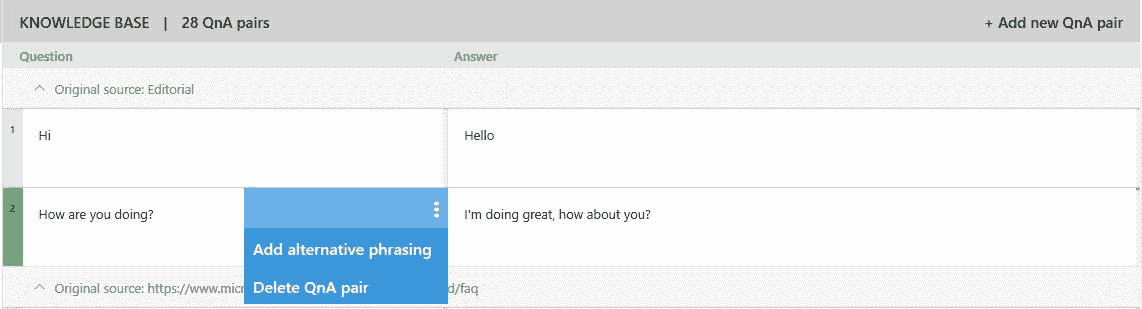 KNOWLEDGE BASE | 28 QnA pairs + Add new QnA pair
Question Answer
Original source: Editorial
1 Hi Hello
2 How are you doing? I'm doing great, how about you?
Add alternative phrasing
Delete QnA pair
Original source: https://www.micr d/faq